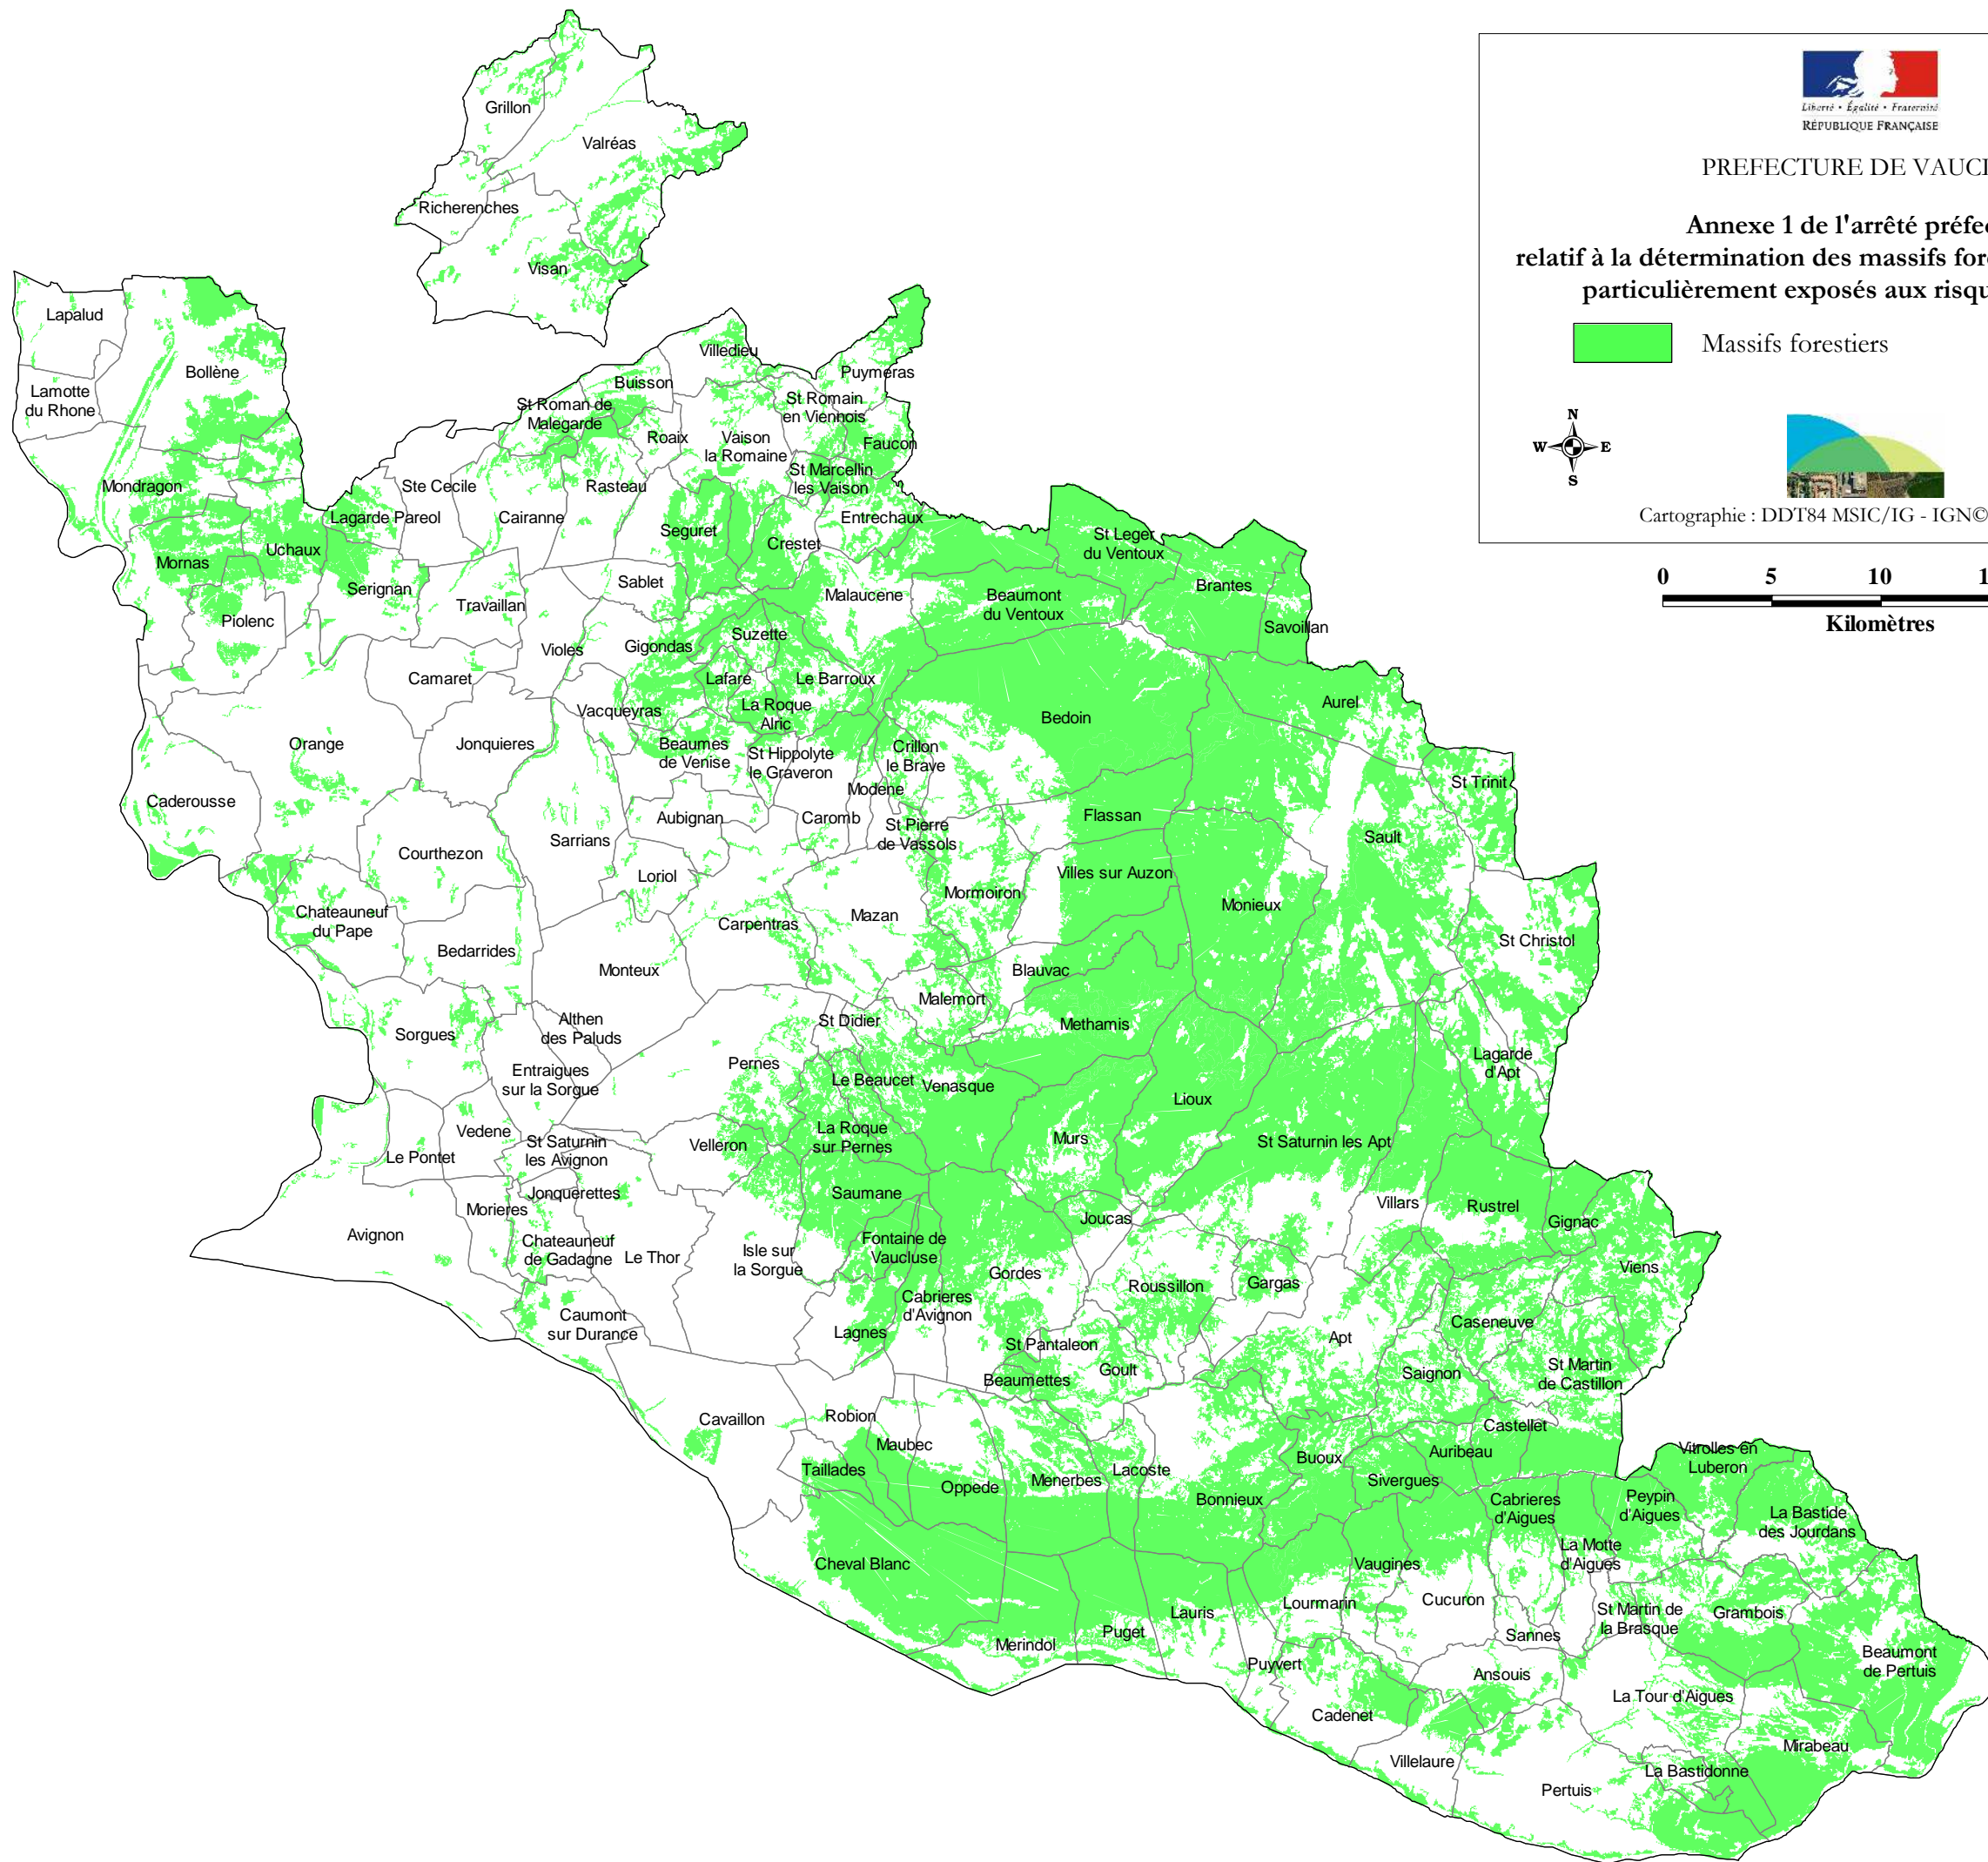 Liberté • Égalité • Fraternité
RÉPUBLIQUE FRANÇAISE
PREFECTURE DE VAUCL
Annexe 1 de l'arrêté préfec
relatif à la détermination des massifs fore
particulièrement exposés aux risqu
Massifs forestiers
N
W E
S
Cartographie : DDT84 MSIC/IG - IGN©
0 5 10 1
Kilomètres
Grillon
Valréas
Richerenches
Visan
Lapalud
Bollène
Lamotte
du Rhone
Villedieu
Puymeras
Buisson
St Romain
en Viennois
St Roman de
Malegarde
Roaix
Vaison
la Romaine
Faucon
St Marcellin
les Vaison
Mondragon
Ste Cecile
Rasteau
Lagarde Pareol
Cairanne
Seguret
Entrechaux
Crestet
St Leger
du Ventoux
Uchaux
Mornas
Serignan
Sablet
Travaillan
Malaucene
Beaumont
du Ventoux
Brantes
Savoillan
Piolenc
Violes
Gigondas
Suzette
Camaret
Lafare
Le Barroux
Vacqueyras
La Roque
Alric
Bedoin
Aurel
Orange
Jonquieres
Beaumes
de Venise
St Hippolyte
le Graveron
Crillon
le Brave
Modene
St Trinit
Caderousse
Aubignan
Caromb
Flassan
St Pierre
de Vassols
Sarrians
Sault
Courthezon
Loriol
Villes sur Auzon
Mormoiron
Monieux
Chateauneuf
du Pape
Carpentras
Mazan
St Christol
Bedarrides
Monteux
Blauvac
Malemort
Sorgues
Althen
des Paluds
St Didier
Methamis
Lagarde
d'Apt
Pernes
Entraigues
sur la Sorgue
Le Beaucet
Venasque
Lioux
Vedene
St Saturnin
les Avignon
Velleron
La Roque
sur Pernes
Murs
St Saturnin les Apt
Le Pontet
Jonquerettes
Saumane
Morieres
Joucas
Villars
Rustrel
Gignac
Avignon
Chateauneuf
de Gadagne
Le Thor
Isle sur
la Sorgue
Fontaine de
Vaucluse
Gordes
Roussillon
Gargas
Viens
Cabrieres
d'Avignon
Caumont
sur Durance
Lagnes
St Pantaleon
Apt
Caseneuve
Beaumettes
Goult
Saignon
St Martin
de Castillon
Cavaillon
Robion
Maubec
Castellet
Taillades
Oppede
Menerbes
Lacoste
Buoux
Auribeau
Sivergues
Vitrolles en
Luberon
Bonnieux
Cabrieres
d'Aigues
Peypin
d'Aigues
La Bastide
des Jourdans
Cheval Blanc
Vaugines
La Motte
d'Aigues
Lourmarin
Cucuron
Lauris
Puget
Merindol
Sannes
St Martin de
la Brasque
Grambois
Puyvert
Ansouis
Beaumont
de Pertuis
Cadenet
La Tour d'Aigues
Villelaure
Mirabeau
La Bastidonne
Pertuis